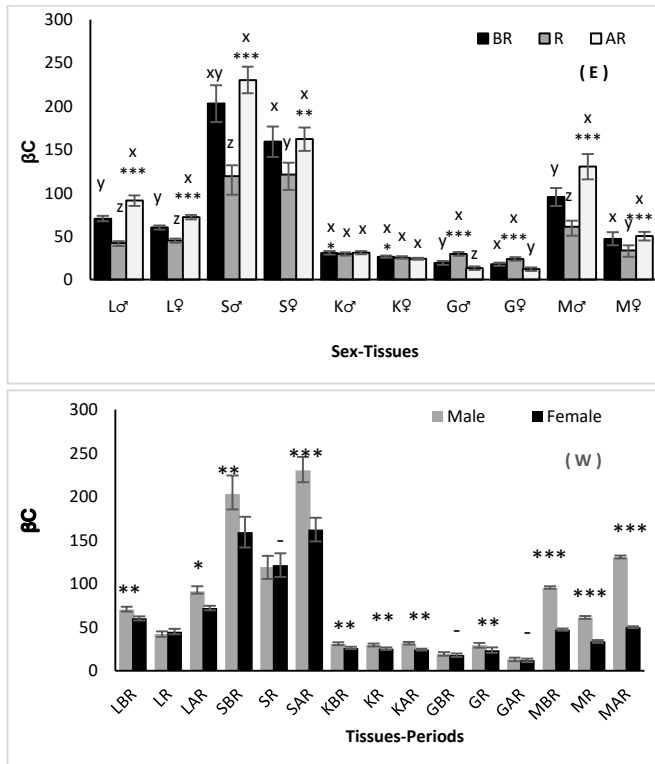 300
BR R AR
x
xy ***
( E )
250
200
x
x
**
x
***
150
z y
y
x
***
x
***
100
y z
y z
x
***
βC
50
x
*
x x
x
*
x x
x
y *** z
x
x *** y
x y
0
L♂ L♀ S♂ S♀ K♂ K♀ G♂ G♀ M♂ M♀
Sex-Tissues
300
Male Female
( W )
250
** ***
200
βC
150
- ***
***
100
** * ***
50
** ** ** - ** -
0
LBR LR LAR SBR SR SAR KBR KR KAR GBR GR GAR MBR MR MAR
Tissues-Periods